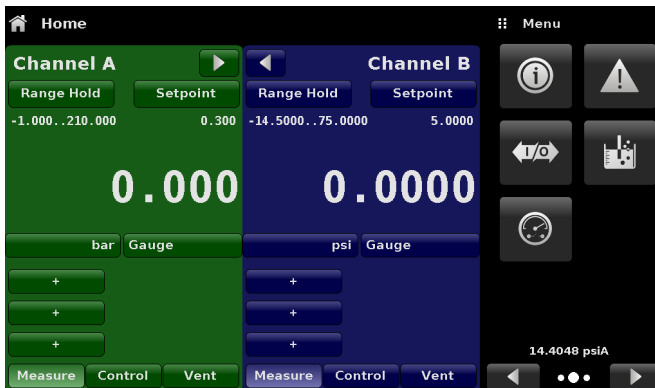 Home
Menu
Channel A
Channel B
Range Hold Setpoint
Range Hold Setpoint
-1.000..210.000 0.300
-14.5000..75.0000 5.0000
0.000
0.0000
bar Gauge
psi Gauge
+
+
+
+
+
+
Measure Control Vent
Measure Control Vent
I/O
14.4048 psiA